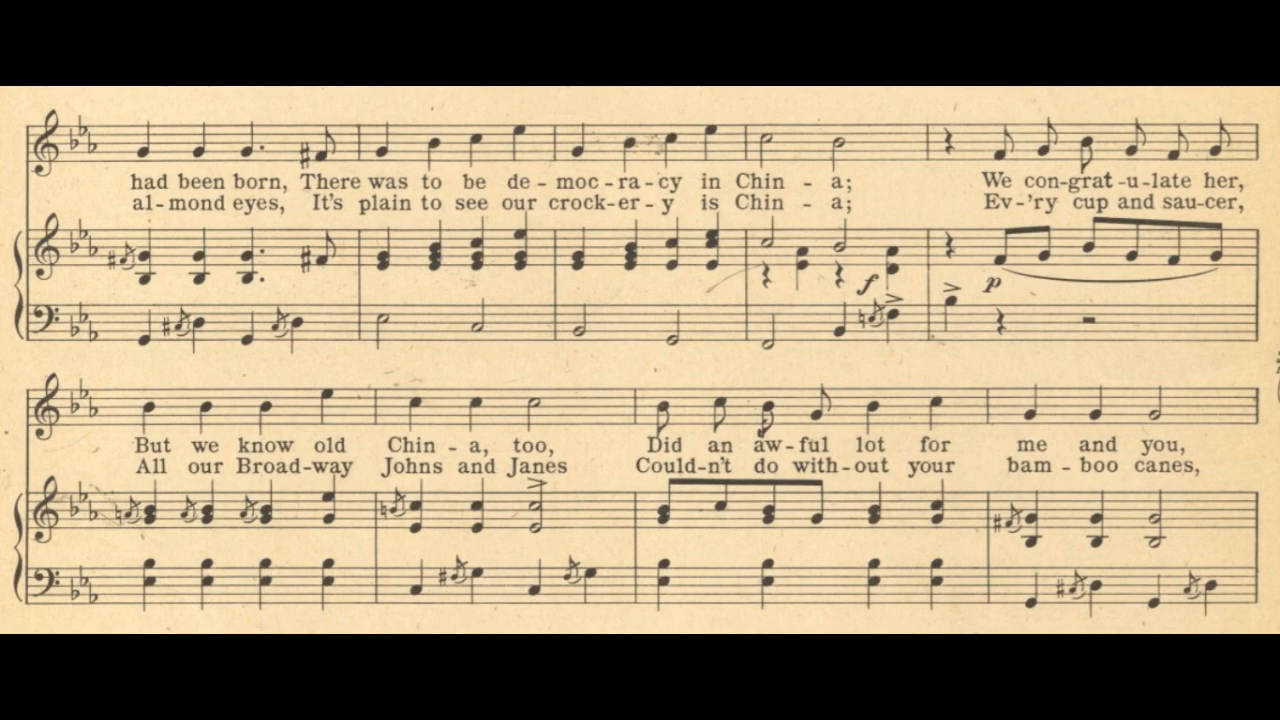 had been born, There was to be de-moc-ra-cy in Chin-a; We con-grat-u-late her,
al-mond eyes, It's plain to see our crock-er-y is Chin-a; Ev-'ry cup and sau-cer,
f
p
But we know old Chin-a, too, Did an aw-ful lot for me and you,
All our Broad-way Johns and Janes Could-n't do with-out your bam-boo canes,